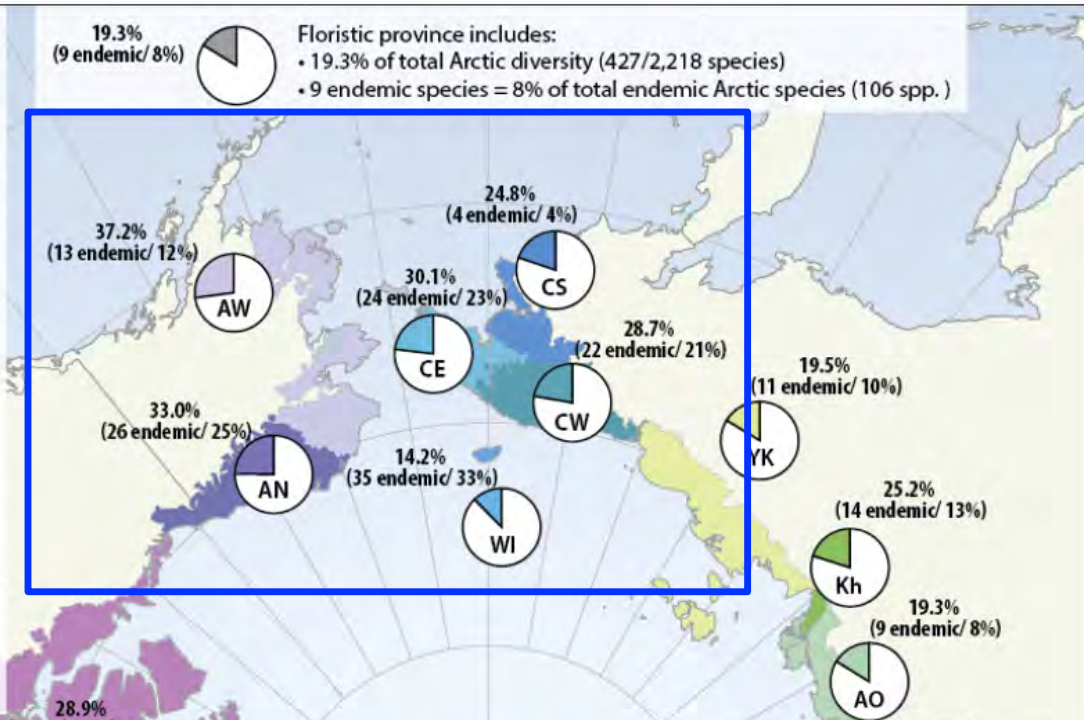 19.3%
(9 endemic/ 8%)
Floristic province includes:
• 19.3% of total Arctic diversity (427/2,218 species)
• 9 endemic species = 8% of total endemic Arctic species (106 spp. )
24.8%
(4 endemic/ 4%)
CS
37.2%
(13 endemic/ 12%)
AW
30.1%
(24 endemic/ 23%)
CE
28.7%
(22 endemic/ 21%)
CW
19.5%
(11 endemic/ 10%)
YK
33.0%
(26 endemic/ 25%)
AN
14.2%
(35 endemic/ 33%)
WI
25.2%
(14 endemic/ 13%)
Kh
19.3%
(9 endemic/ 8%)
AO
28.9%